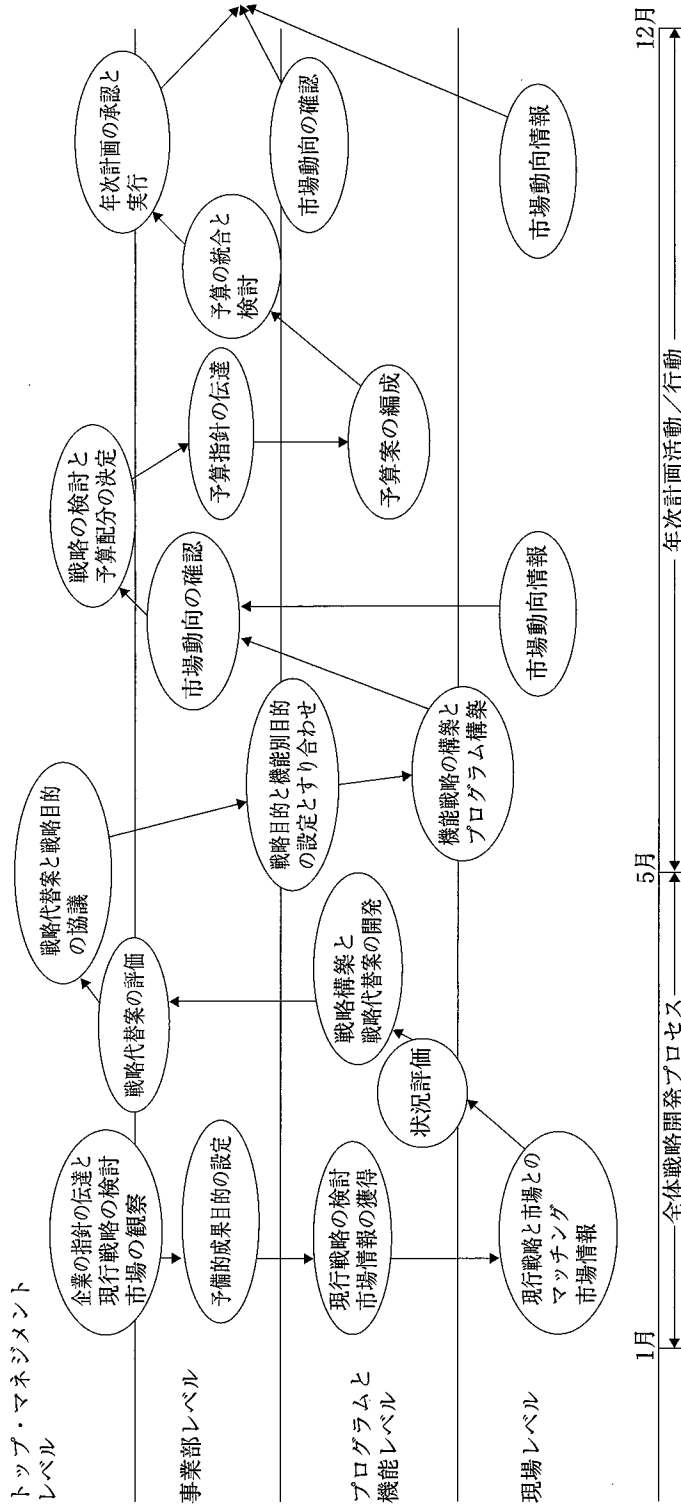 トップ・マネジメント
レベル
事業部レベル
プログラムと
機能レベル
現場レベル
企業の指針の伝達と
現行戦略の検討
市場の観察
予備的成果目的の設定
現行戦略の検討
市場情報の獲得
現行戦略と市場との
マッチング
市場情報
状況評価
戦略構築と
戦略代替案の開発
戦略代替案の評価
戦略代替案と戦略目的
の協議
戦略目的と機能別目的
の設定とすり合わせ
機能戦略の構築と
プログラム構築
市場動向情報
市場動向の確認
戦略の検討と
予算配分の決定
予算指針の伝達
予算案の編成
予算の統合と
検討
年次計画の承認と
実行
市場動向の確認
市場動向情報
1月
全体戦略開発プロセス
5月
年次計画活動/行動
12月